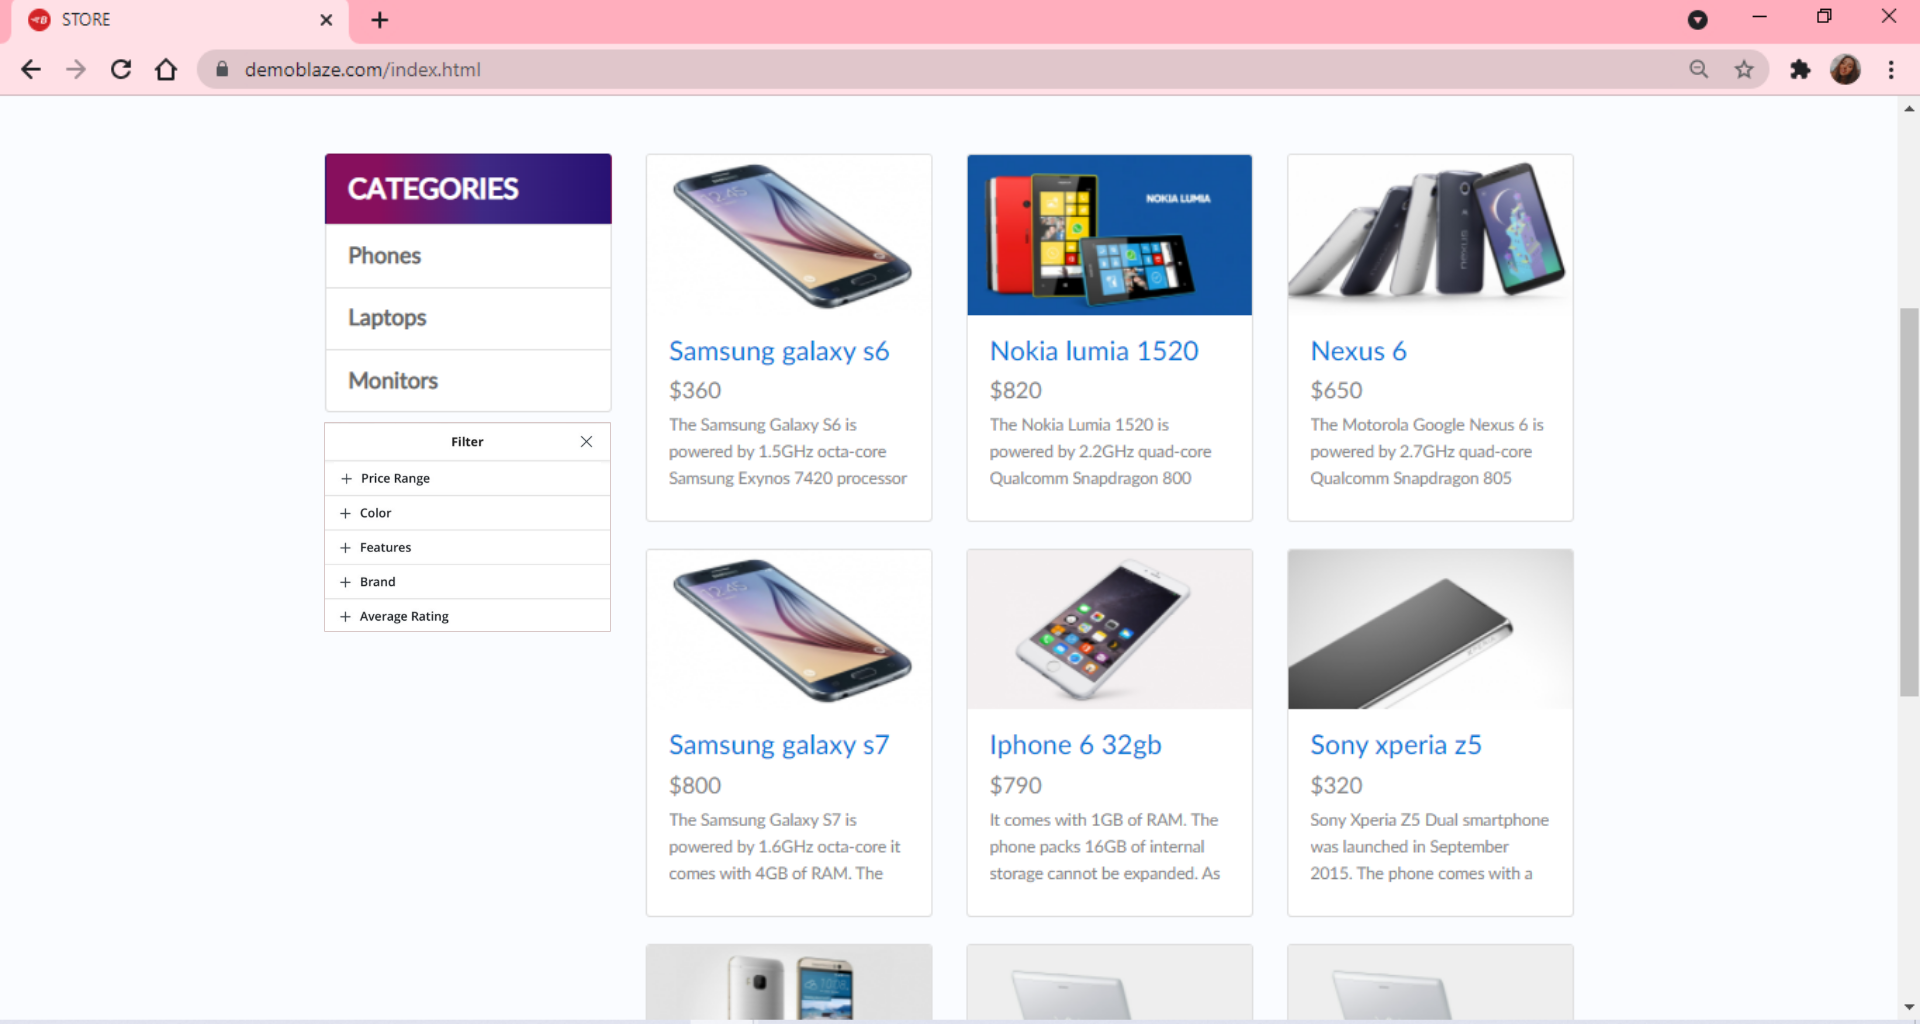 STORE
demoblaze.com/index.html
CATEGORIES
Phones
Laptops
Monitors
Filter
Price Range
Color
Features
Brand
Average Rating
12:45
Samsung galaxy s6
$360
The Samsung Galaxy S6 is
powered by 1.5GHz octa-core
Samsung Exynos 7420 processor
NOKIA LUMIA
Nokia lumia 1520
$820
The Nokia Lumia 1520 is
powered by 2.2GHz quad-core
Qualcomm Snapdragon 800
nexus
Nexus 6
$650
The Motorola Google Nexus 6 is
powered by 2.7GHz quad-core
Qualcomm Snapdragon 805
12:45
Samsung galaxy s7
$800
The Samsung Galaxy S7 is
powered by 1.6GHz octa-core it
comes with 4GB of RAM. The
Iphone 6 32gb
$790
It comes with 1GB of RAM. The
phone packs 16GB of internal
storage cannot be expanded. As
XPERIA
Sony xperia z5
$320
Sony Xperia Z5 Dual smartphone
was launched in September
2015. The phone comes with a